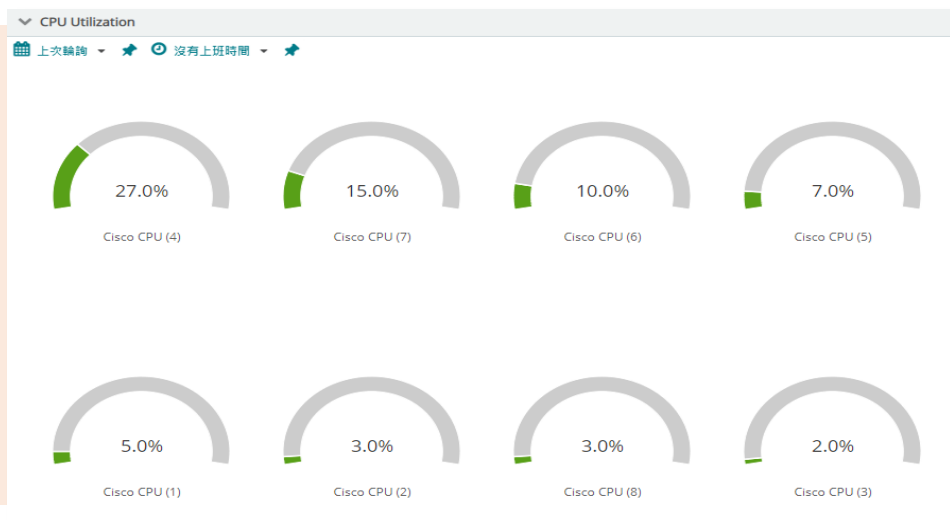 CPU Utilization
上次輪詢 沒有上班時間
27.0% 15.0% 10.0% 7.0%
Cisco CPU (4) Cisco CPU (7) Cisco CPU (6) Cisco CPU (5)
5.0% 3.0% 3.0% 2.0%
Cisco CPU (1) Cisco CPU (2) Cisco CPU (8) Cisco CPU (3)